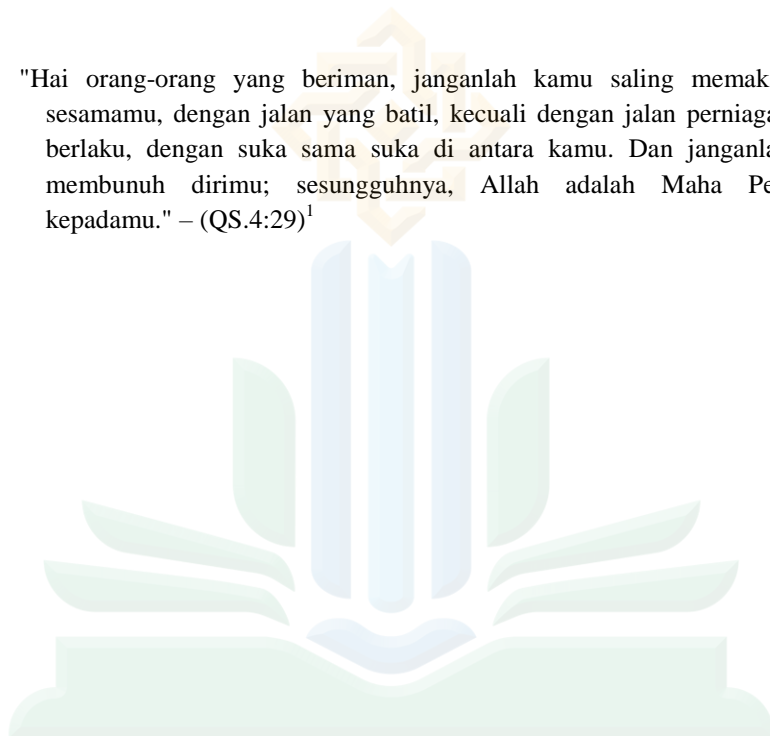 "Hai orang-orang yang beriman, janganlah kamu saling memak
sesamamu, dengan jalan yang batil, kecuali dengan jalan perniaga
berlaku, dengan suka sama suka di antara kamu. Dan janganla
membunuh dirimu; sesungguhnya, Allah adalah Maha Pe
kepadamu." – (QS.4:29)¹